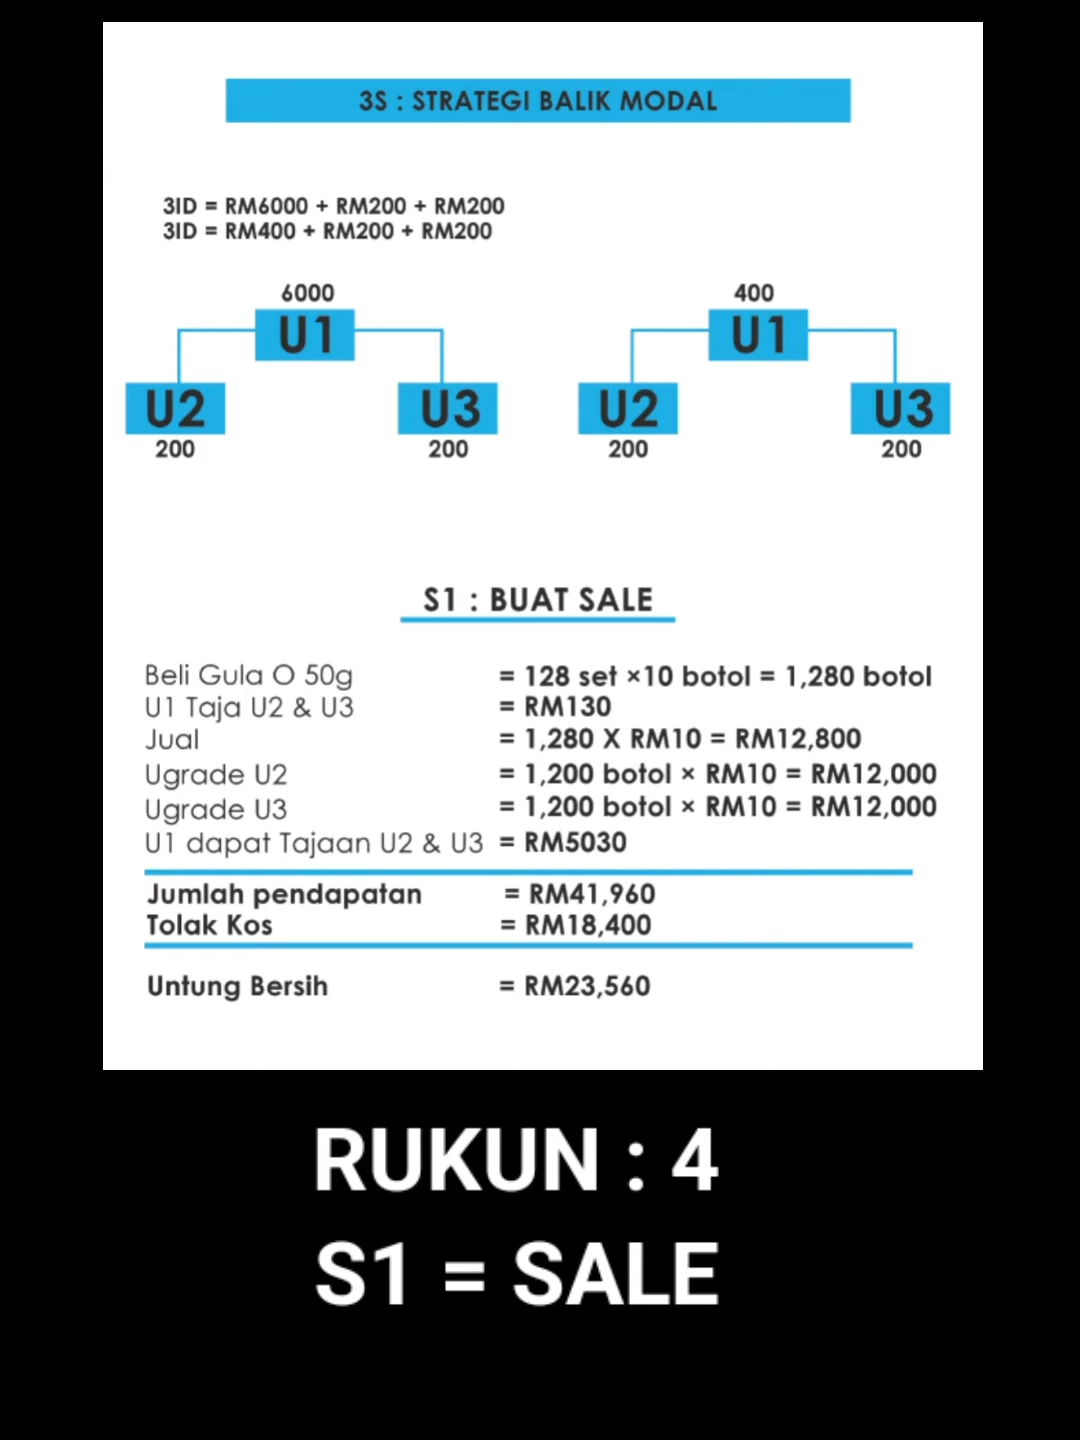 3S : STRATEGI BALIK MODAL
3ID = RM6000 + RM200 + RM200
3ID = RM400 + RM200 + RM200
6000
U1
U2
200
U3
200
400
U1
U2
200
U3
200
S1 : BUAT SALE
Beli Gula O 50g = 128 set ×10 botol = 1,280 botol
U1 Taja U2 & U3 = RM130
Jual = 1,280 X RM10 = RM12,800
Ugrade U2 = 1,200 botol × RM10 = RM12,000
Ugrade U3 = 1,200 botol × RM10 = RM12,000
U1 dapat Tajaan U2 & U3 = RM5030
Jumlah pendapatan = RM41,960
Tolak Kos = RM18,400
Untung Bersih = RM23,560
RUKUN : 4
S1 = SALE